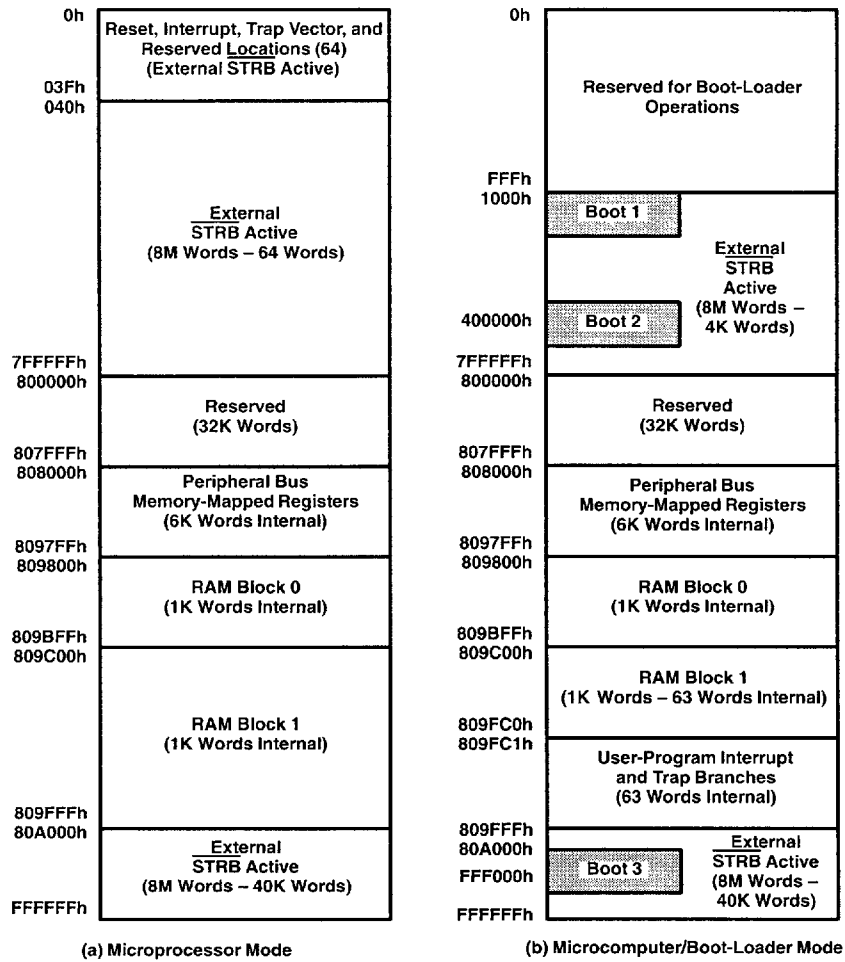 0h
Reset, Interrupt, Trap Vector, and
Reserved Locations (64)
(External STRB Active)
03Fh
040h
External
STRB Active
(8M Words – 64 Words)
7FFFFFh
800000h
Reserved
(32K Words)
807FFFh
808000h
Peripheral Bus
Memory-Mapped Registers
(6K Words Internal)
8097FFh
809800h
RAM Block 0
(1K Words Internal)
809BFFh
809C00h
RAM Block 1
(1K Words Internal)
809FFFh
80A000h
External
STRB Active
(8M Words – 40K Words)
FFFFFFh
(a) Microprocessor Mode
0h
Reserved for Boot-Loader
Operations
FFFh
1000h
Boot 1
External
STRB
Active
(8M Words –
4K Words)
400000h
Boot 2
7FFFFFh
800000h
Reserved
(32K Words)
807FFFh
808000h
Peripheral Bus
Memory-Mapped Registers
(6K Words Internal)
8097FFh
809800h
RAM Block 0
(1K Words Internal)
809BFFh
809C00h
RAM Block 1
(1K Words – 63 Words Internal)
809FC0h
809FC1h
User-Program Interrupt
and Trap Branches
(63 Words Internal)
809FFFh
80A000h
Boot 3
FFF000h
External
STRB Active
(8M Words –
40K Words)
FFFFFFh
(b) Microcomputer/Boot-Loader Mode